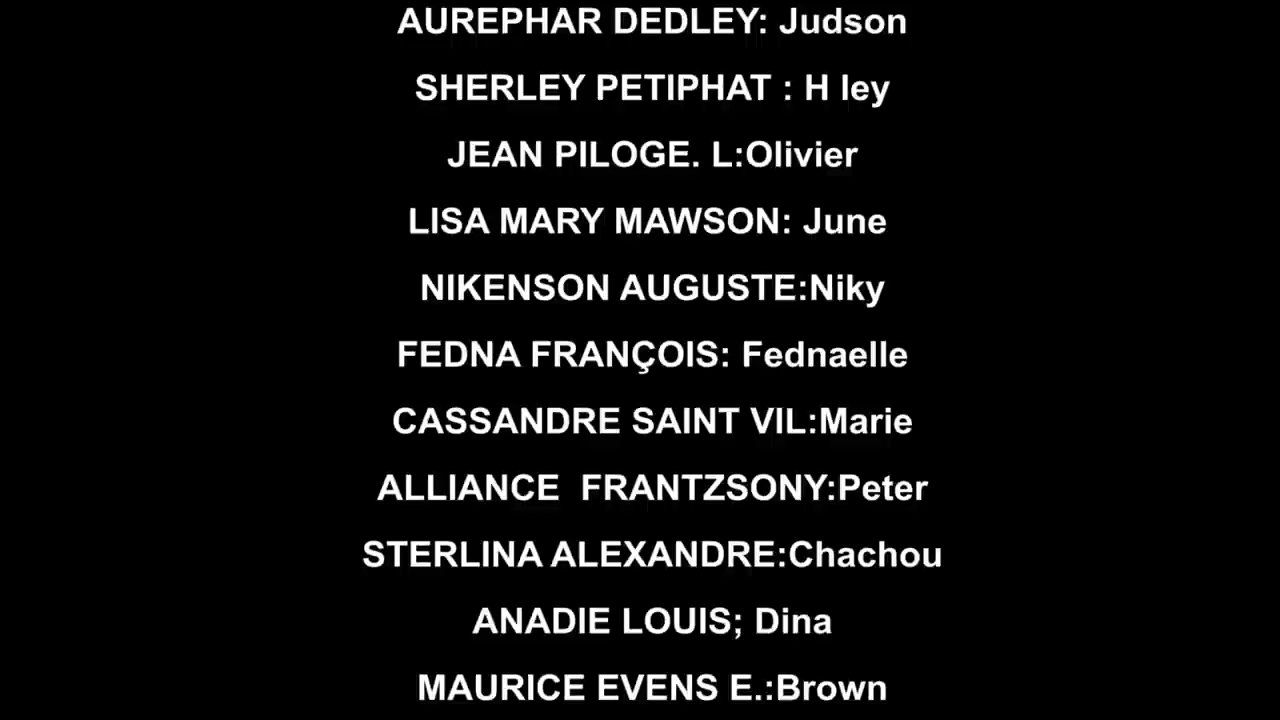 AUREPHAR DEDLEY: Judson
SHERLEY PETIPHAT : H ley
JEAN PILOGE. L:Olivier
LISA MARY MAWSON: June
NIKENSON AUGUSTE:Niky
FEDNA FRANÇOIS: Fednaelle
CASSANDRE SAINT VIL:Marie
ALLIANCE  FRANTZSONY:Peter
STERLINA ALEXANDRE:Chachou
ANADIE LOUIS; Dina
MAURICE EVENS E.:Brown